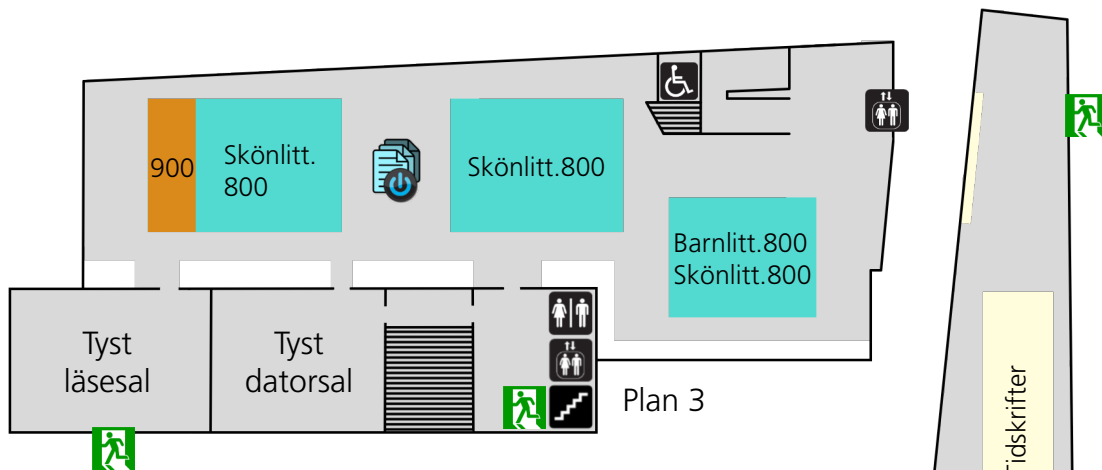 900
Skönlitt.
800
Skönlitt.800
Barnlitt.800
Skönlitt.800
Tyst
läsesal
Tyst
datorsal
Plan 3
Tidskrifter